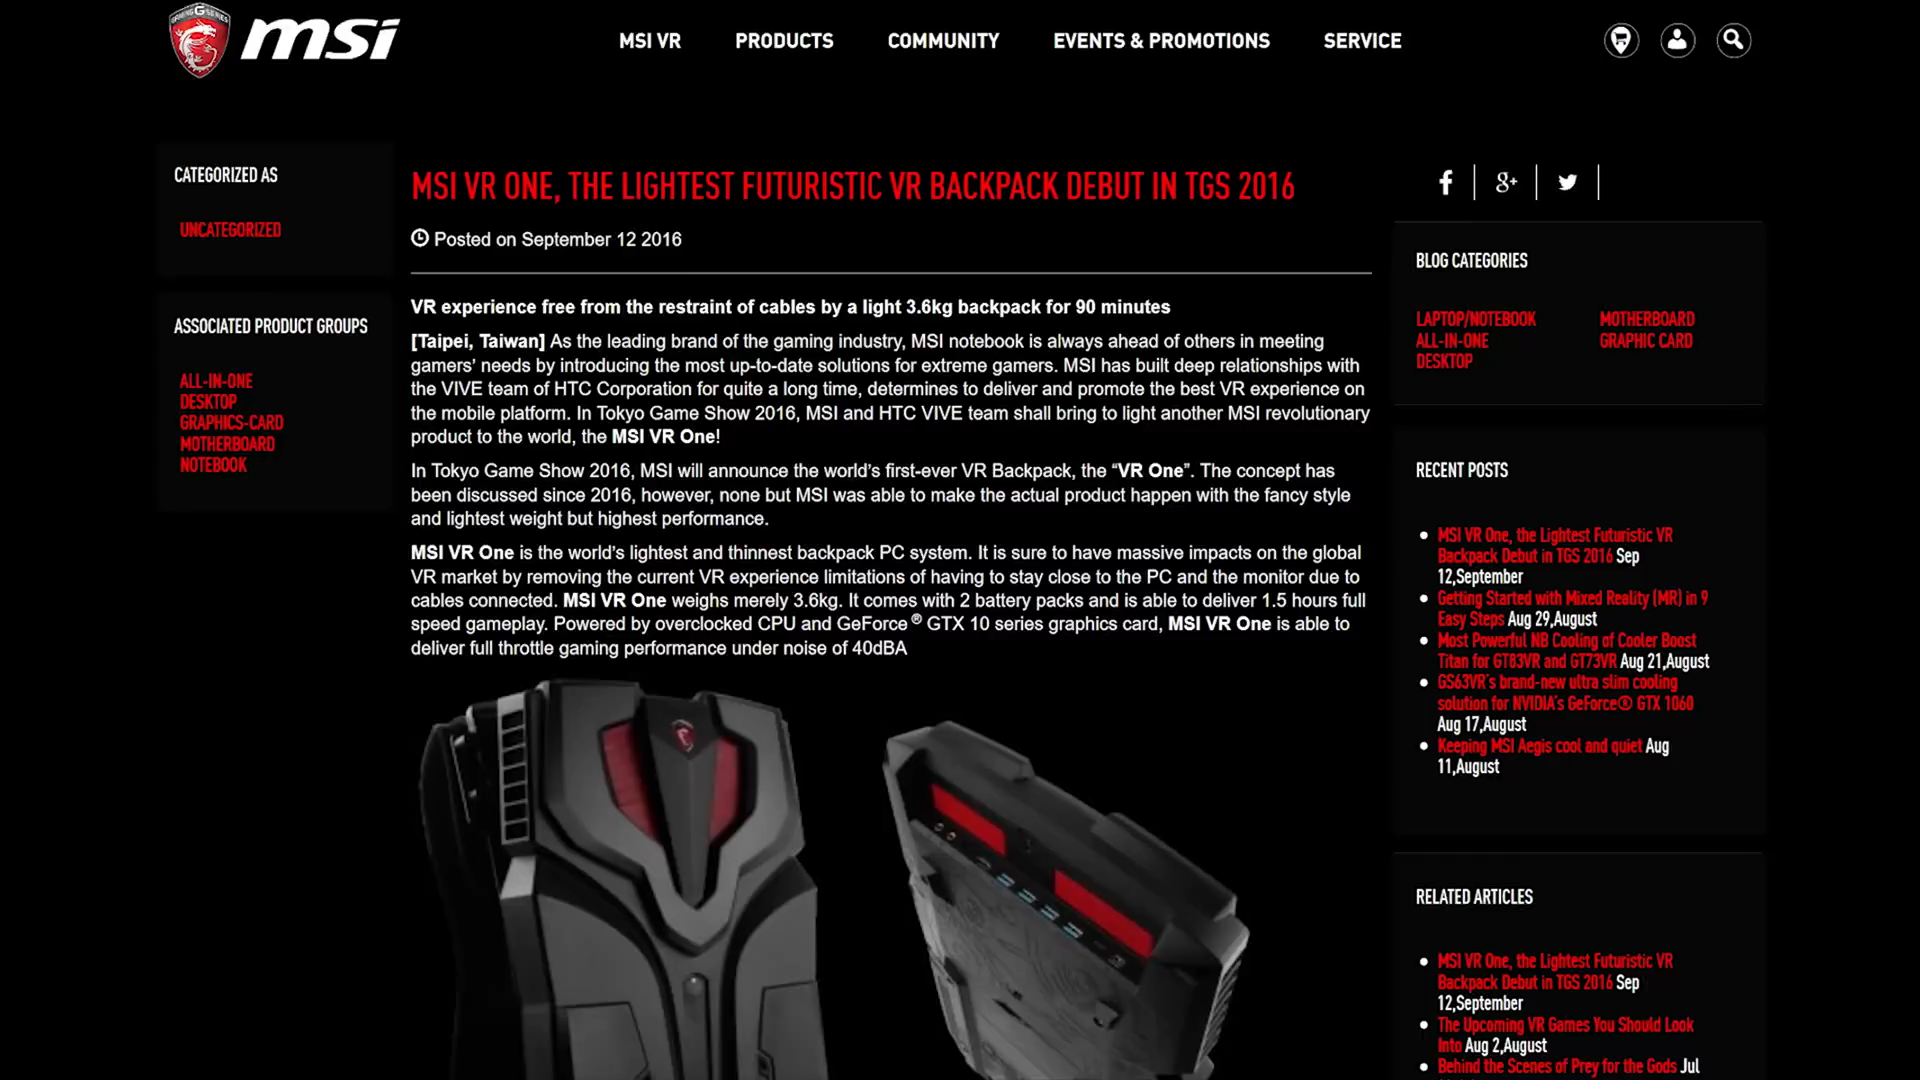 GAMING G SERIES
msi
MSI VR
PRODUCTS
COMMUNITY
EVENTS & PROMOTIONS
SERVICE
CATEGORIZED AS
UNCATEGORIZED
ASSOCIATED PRODUCT GROUPS
ALL-IN-ONE
DESKTOP
GRAPHICS-CARD
MOTHERBOARD
NOTEBOOK
MSI VR ONE, THE LIGHTEST FUTURISTIC VR BACKPACK DEBUT IN TGS 2016
Posted on September 12 2016
VR experience free from the restraint of cables by a light 3.6kg backpack for 90 minutes
[Taipei, Taiwan] As the leading brand of the gaming industry, MSI notebook is always ahead of others in meeting
gamers’ needs by introducing the most up-to-date solutions for extreme gamers. MSI has built deep relationships with
the VIVE team of HTC Corporation for quite a long time, determines to deliver and promote the best VR experience on
the mobile platform. In Tokyo Game Show 2016, MSI and HTC VIVE team shall bring to light another MSI revolutionary
product to the world, the MSI VR One!
In Tokyo Game Show 2016, MSI will announce the world’s first-ever VR Backpack, the “VR One”. The concept has
been discussed since 2016, however, none but MSI was able to make the actual product happen with the fancy style
and lightest weight but highest performance.
MSI VR One is the world’s lightest and thinnest backpack PC system. It is sure to have massive impacts on the global
VR market by removing the current VR experience limitations of having to stay close to the PC and the monitor due to
cables connected. MSI VR One weighs merely 3.6kg. It comes with 2 battery packs and is able to deliver 1.5 hours full
speed gameplay. Powered by overclocked CPU and GeForce ® GTX 10 series graphics card, MSI VR One is able to
deliver full throttle gaming performance under noise of 40dBA
f
g+
BLOG CATEGORIES
LAPTOP/NOTEBOOK
ALL-IN-ONE
DESKTOP
MOTHERBOARD
GRAPHIC CARD
RECENT POSTS
MSI VR One, the Lightest Futuristic VR
Backpack Debut in TGS 2016 Sep
12,September
Getting Started with Mixed Reality (MR) in 9
Easy Steps Aug 29,August
Most Powerful NB Cooling of Cooler Boost
Titan for GT83VR and GT73VR Aug 21,August
GS63VR’s brand-new ultra slim cooling
solution for NVIDIA’s GeForce® GTX 1060
Aug 17,August
Keeping MSI Aegis cool and quiet Aug
11,August
RELATED ARTICLES
MSI VR One, the Lightest Futuristic VR
Backpack Debut in TGS 2016 Sep
12,September
The Upcoming VR Games You Should Look
Into Aug 2,August
Behind the Scenes of Prey for the Gods Jul